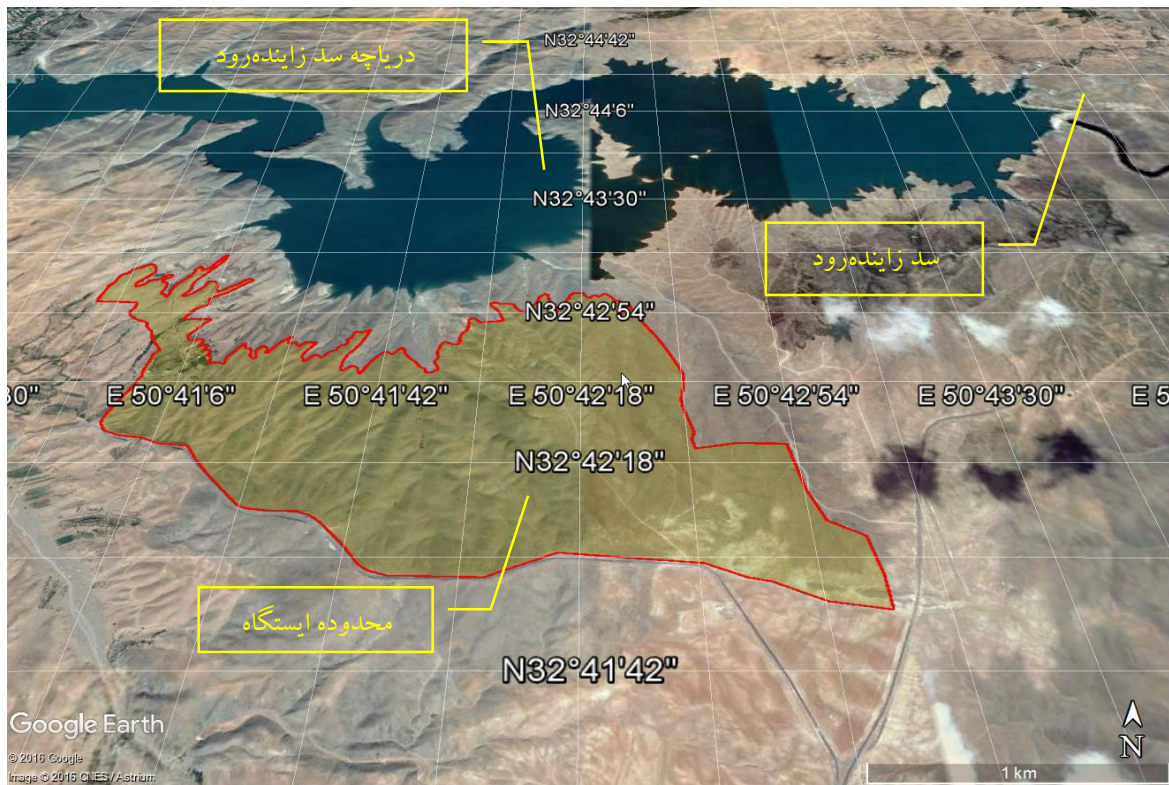 دریاچه سد زاینده‌رود
N32°44'42"
N32°44'6"
N32°43'30"
سد زاینده‌رود
N32°42'54"
30"
E 50°41'6"
E 50°41'42"
E 50°42'18"
E 50°42'54"
E 50°43'30"
E 5
N32°42'18"
محدوده ایستگاه
N32°41'42"
Google Earth
© 2016 Google
Image © 2016 CNES / Astrium
N
1 km